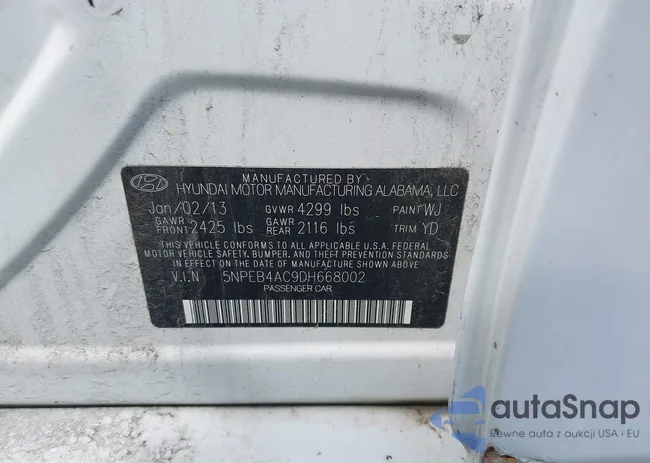 MANUFACTURED BY
HYUNDAI MOTOR MANUFACTURING ALABAMA, LLC
Jan/02/13 GVWR 4299 lbs PAINT WJ
GAWR FRONT 2425 lbs GAWR REAR 2116 lbs TRIM YD
THIS VEHICLE CONFORMS TO ALL APPLICABLE U.S.A. FEDERAL
MOTOR VEHICLE SAFETY, BUMPER, AND THEFT PREVENTION STANDARDS
IN EFFECT ON THE DATE OF MANUFACTURE SHOWN ABOVE.
V.I.N 5NPEB4AC9DH668002
PASSENGER CAR
autaSnap
Pewne auta z aukcji USA i EU